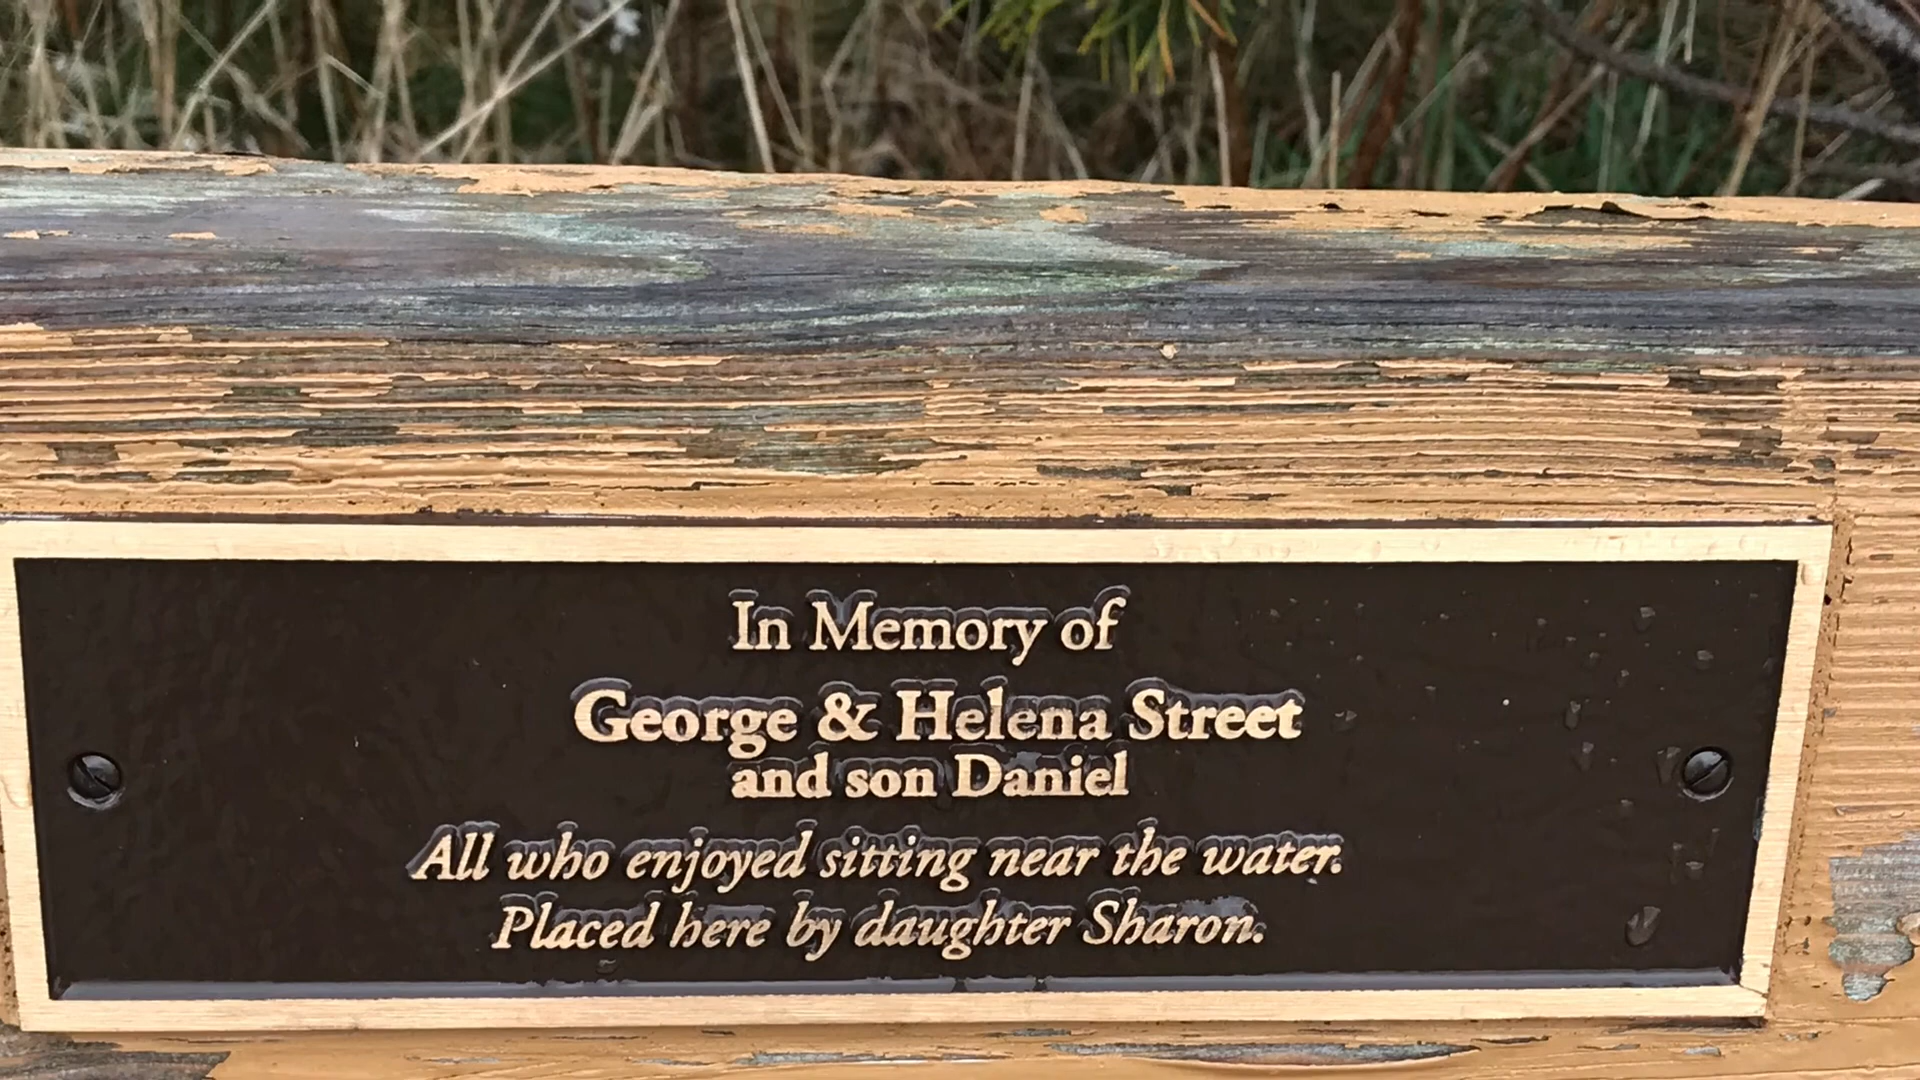 In Memory of
George & Helena Street
and son Daniel
All who enjoyed sitting near the water.
Placed here by daughter Sharon.